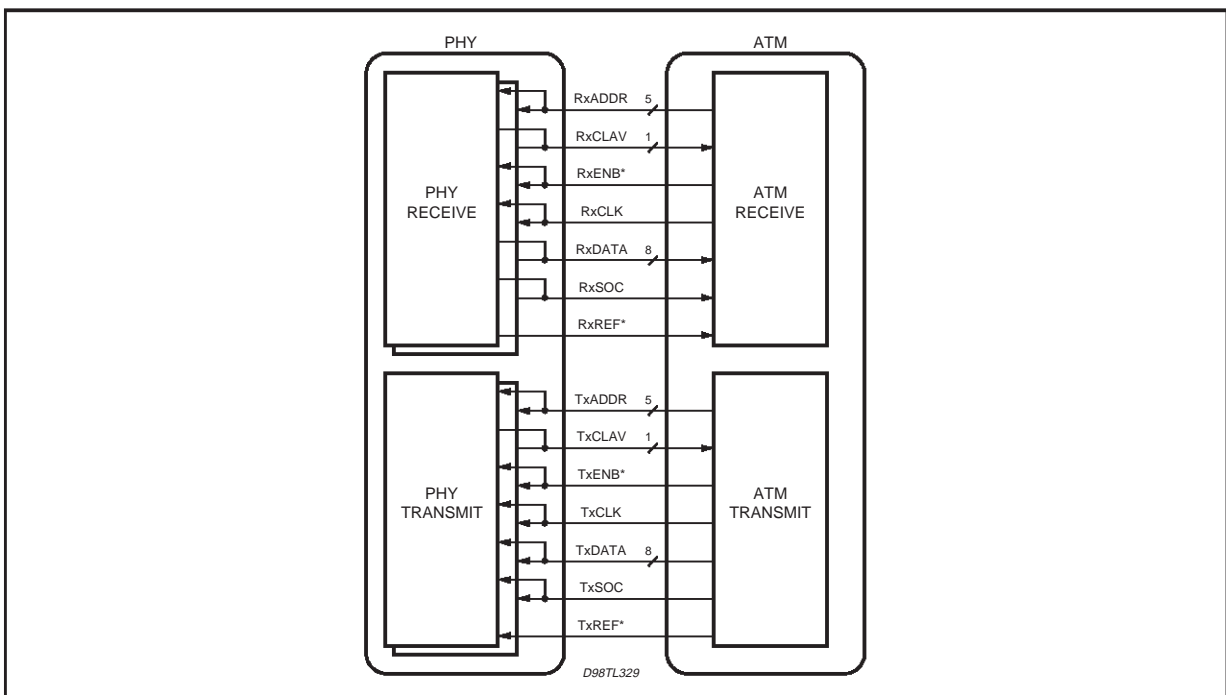 PHY
ATM
RxADDR 5
RxCLAV 1
RxENB*
RxCLK
RxDATA 8
RxSOC
RxREF*
PHY
RECEIVE
ATM
RECEIVE
TxADDR 5
TxCLAV 1
TxENB*
TxCLK
TxDATA 8
TxSOC
TxREF*
PHY
TRANSMIT
ATM
TRANSMIT
D98TL329